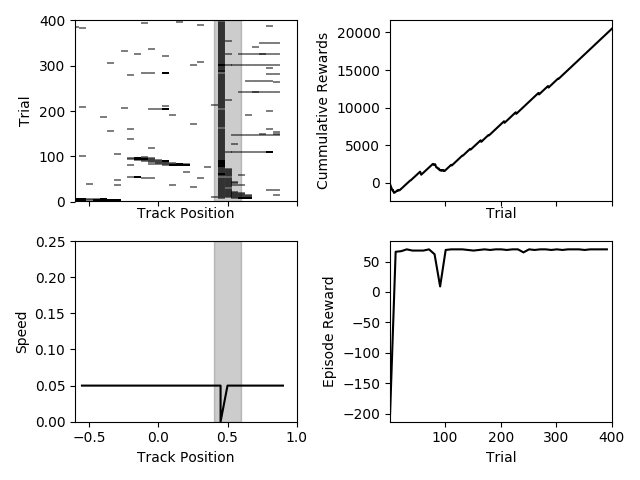 400
300
200
100
0
Trial
Track Position
20000
15000
10000
5000
0
Cummulative Rewards
Trial
0.25
0.20
0.15
0.10
0.05
0.00
Speed
−0.5 0.0 0.5 1.0
Track Position
50
0
−50
−100
−150
−200
Episode Reward
100 200 300 400
Trial